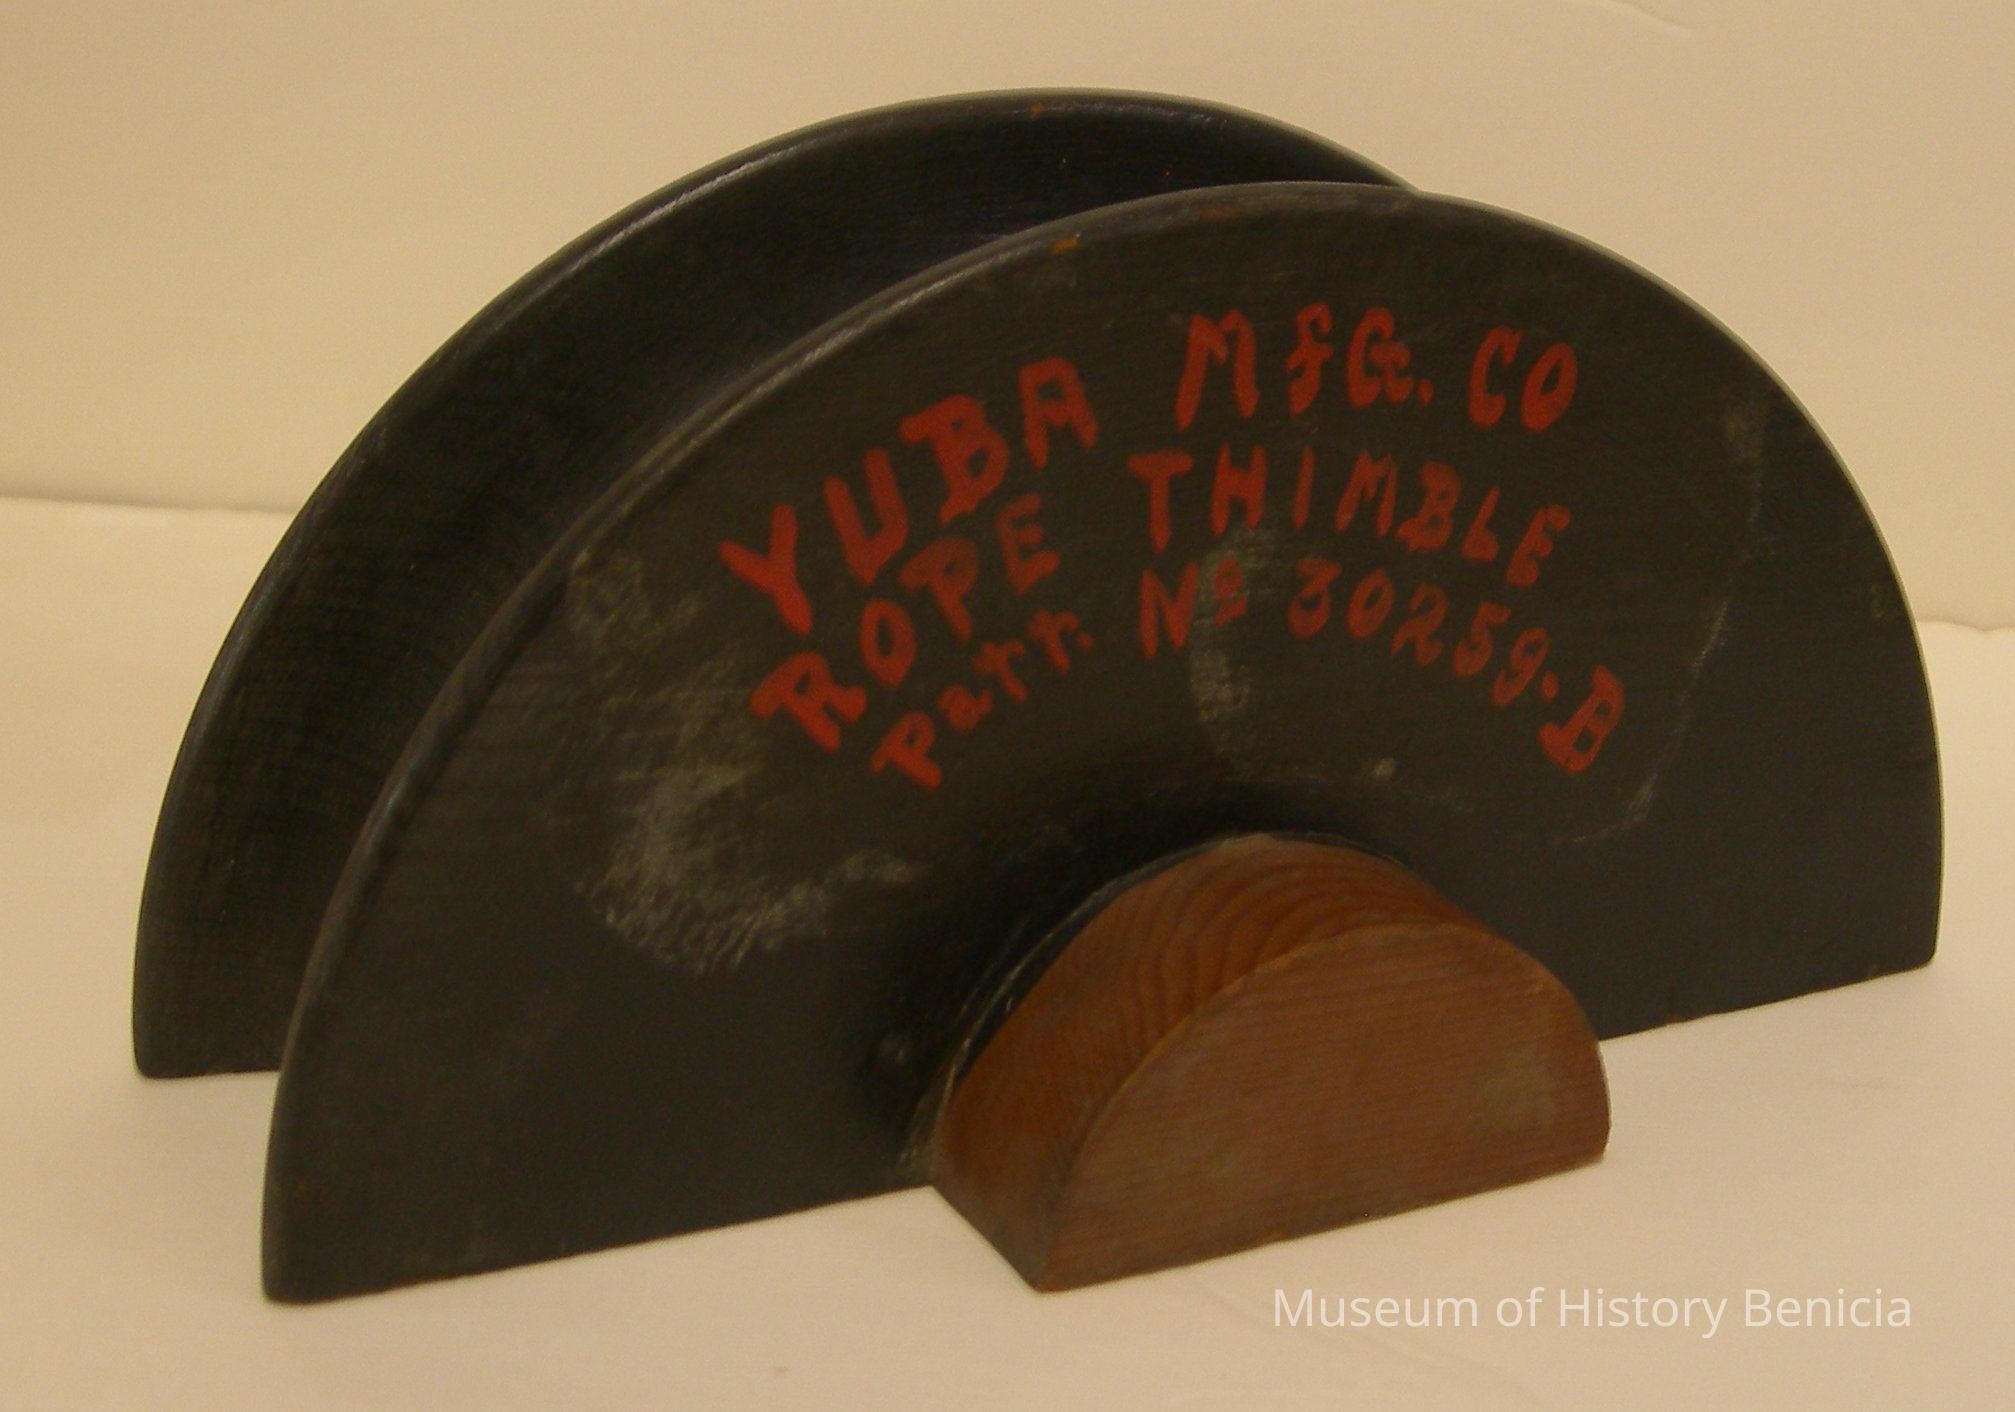 YUBA MfG. CO
ROPE THIMBLE
Patt. No 30259-B
Museum of History Benicia